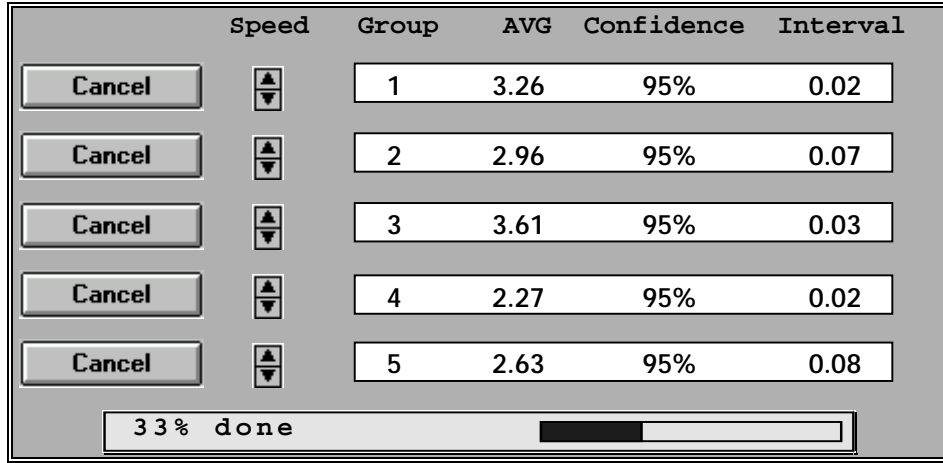 Speed Group AVG Confidence Interval
Cancel 1 3.26 95% 0.02
Cancel 2 2.96 95% 0.07
Cancel 3 3.61 95% 0.03
Cancel 4 2.27 95% 0.02
Cancel 5 2.63 95% 0.08
33% done